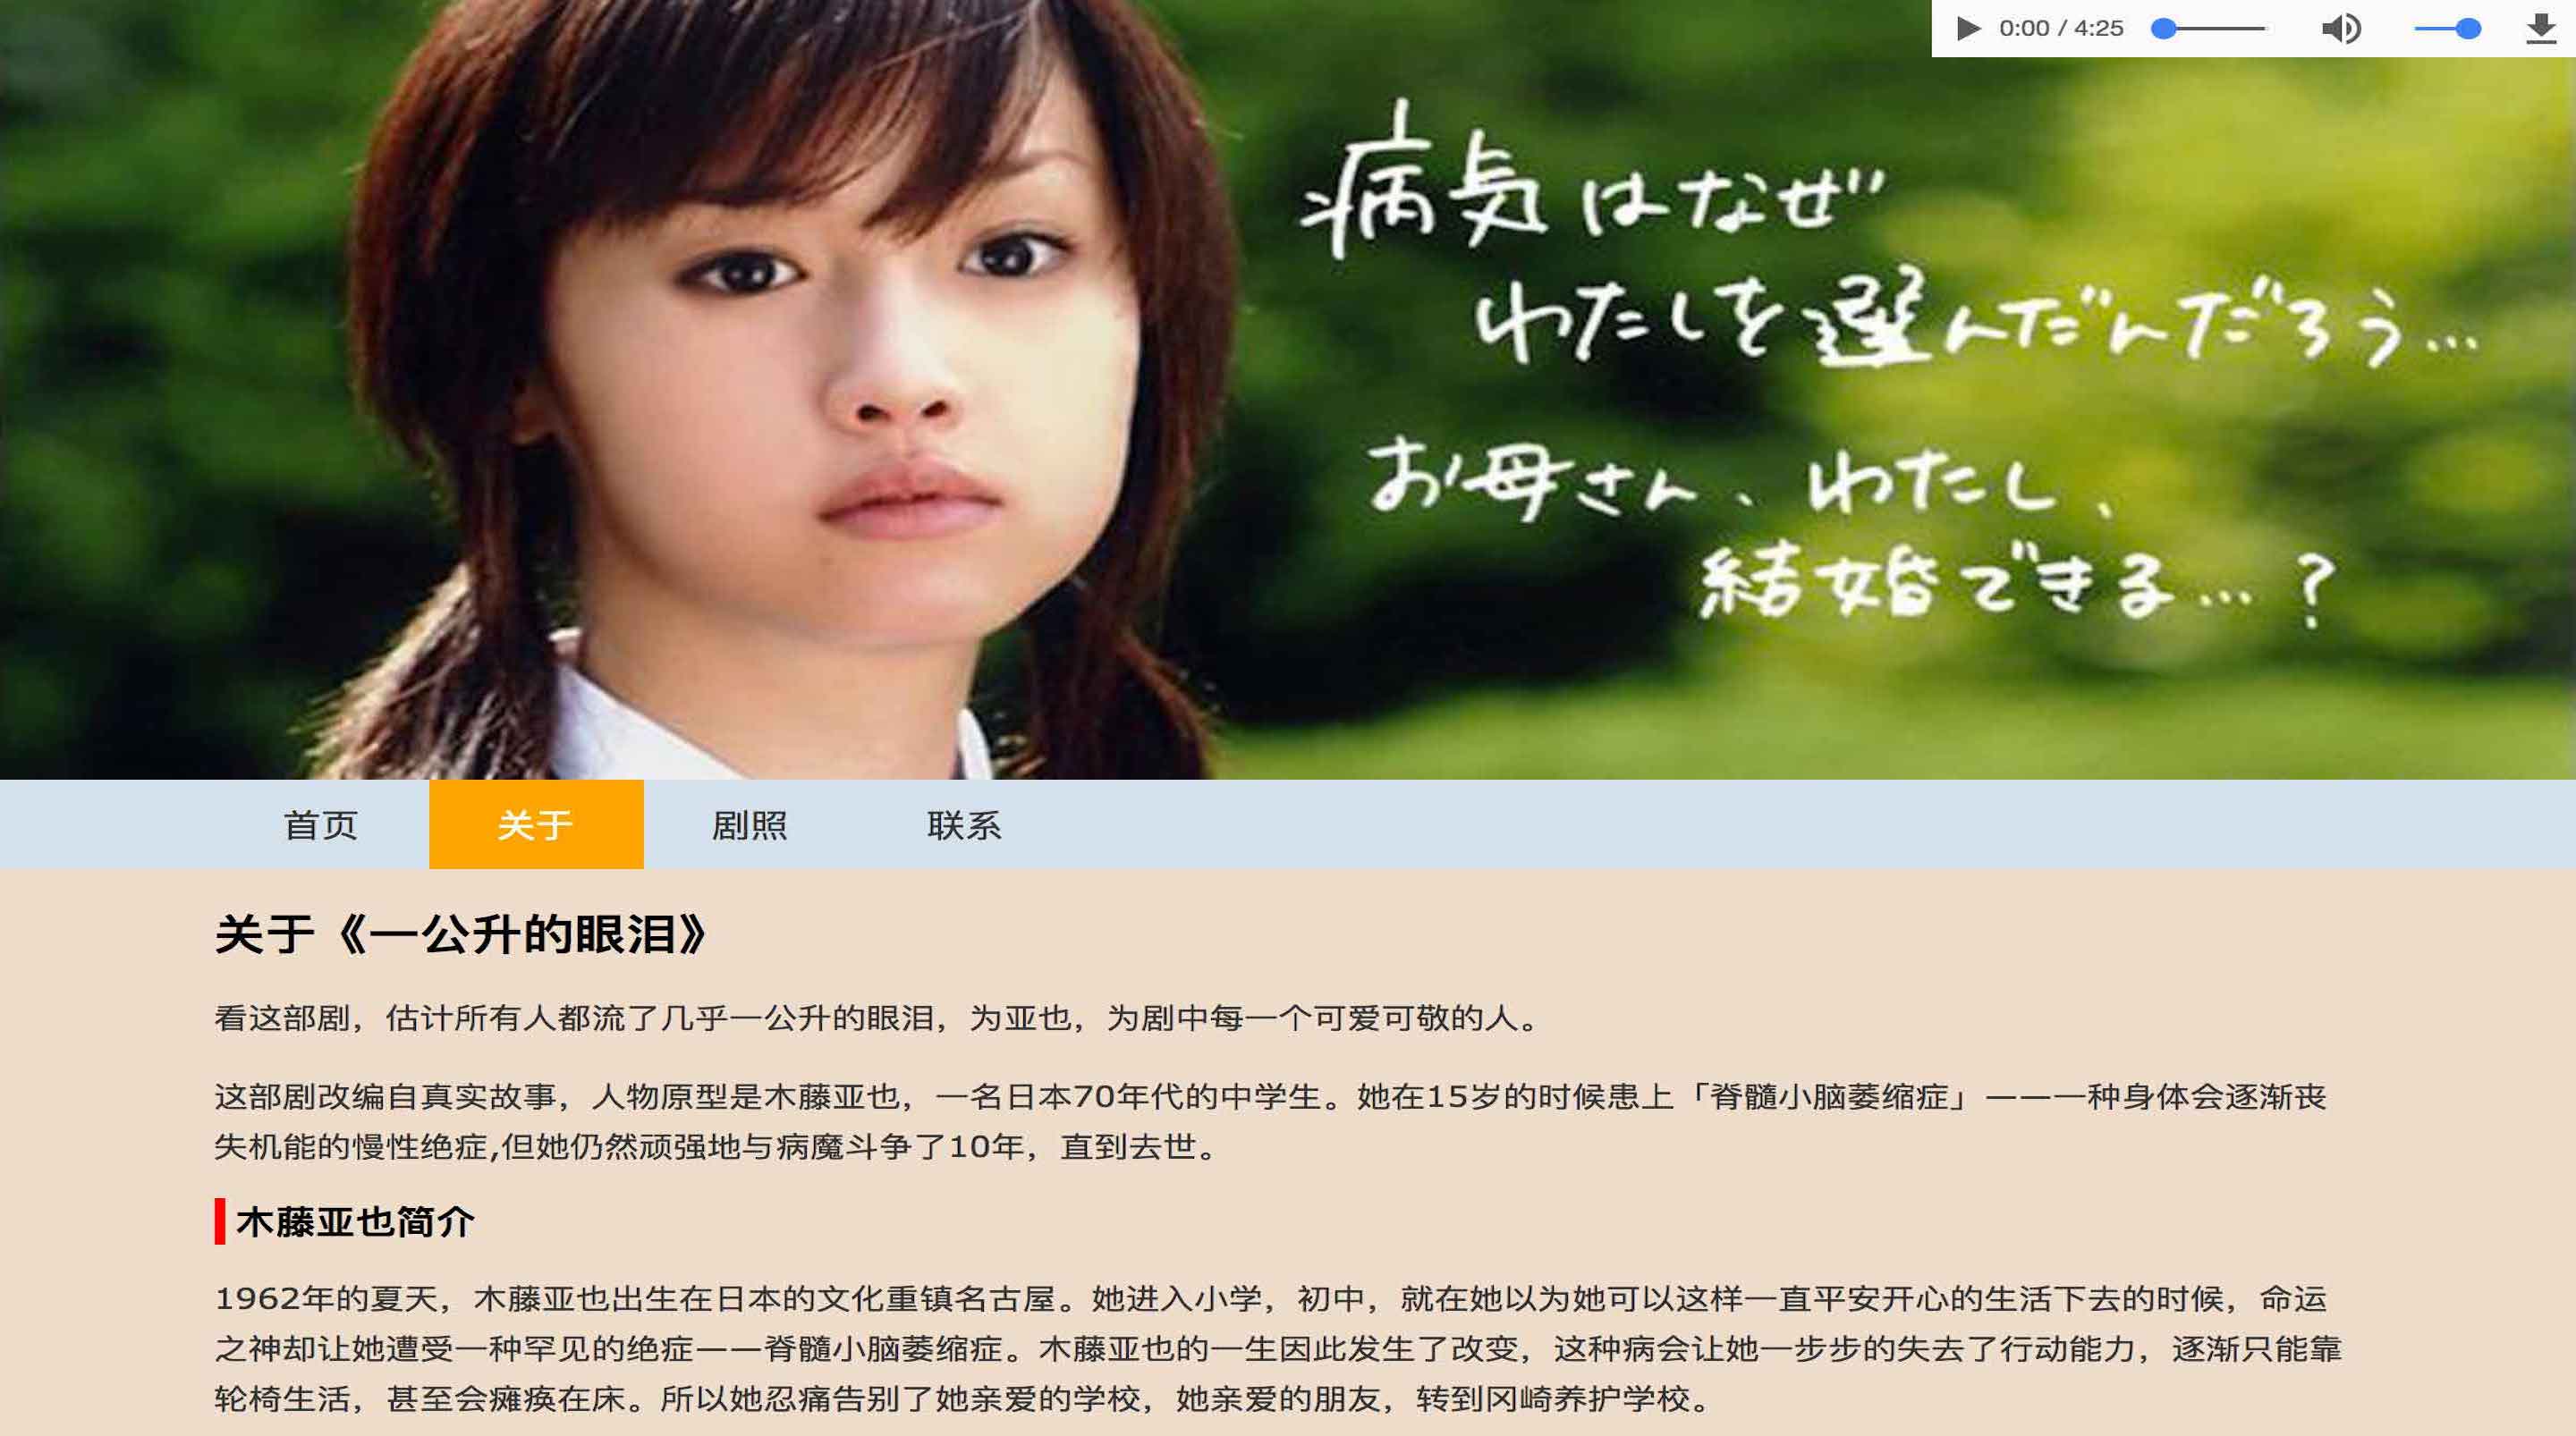 0:00 / 4:25
病気はなぜ
わたしを選んだんだろう…
お母さん、わたし、
結婚できる…?
首页 关于 剧照 联系
关于《一公升的眼泪》
看这部剧，估计所有人都流了几乎一公升的眼泪，为亚也，为剧中每一个可爱可敬的人。
这部剧改编自真实故事，人物原型是木藤亚也，一名日本70年代的中学生。她在15岁的时候患上「脊髓小脑萎缩症」———种身体会逐渐丧
失机能的慢性绝症,但她仍然顽强地与病魔斗争了10年，直到去世。
木藤亚也简介
1962年的夏天，木藤亚也出生在日本的文化重镇名古屋。她进入小学，初中，就在她以为她可以这样一直平安开心的生活下去的时候，命运
之神却让她遭受一种罕见的绝症——脊髓小脑萎缩症。木藤亚也的一生因此发生了改变，这种病会让她一步步的失去了行动能力，逐渐只能靠
轮椅生活，甚至会瘫痪在床。所以她忍痛告别了她亲爱的学校，她亲爱的朋友，转到冈崎养护学校。